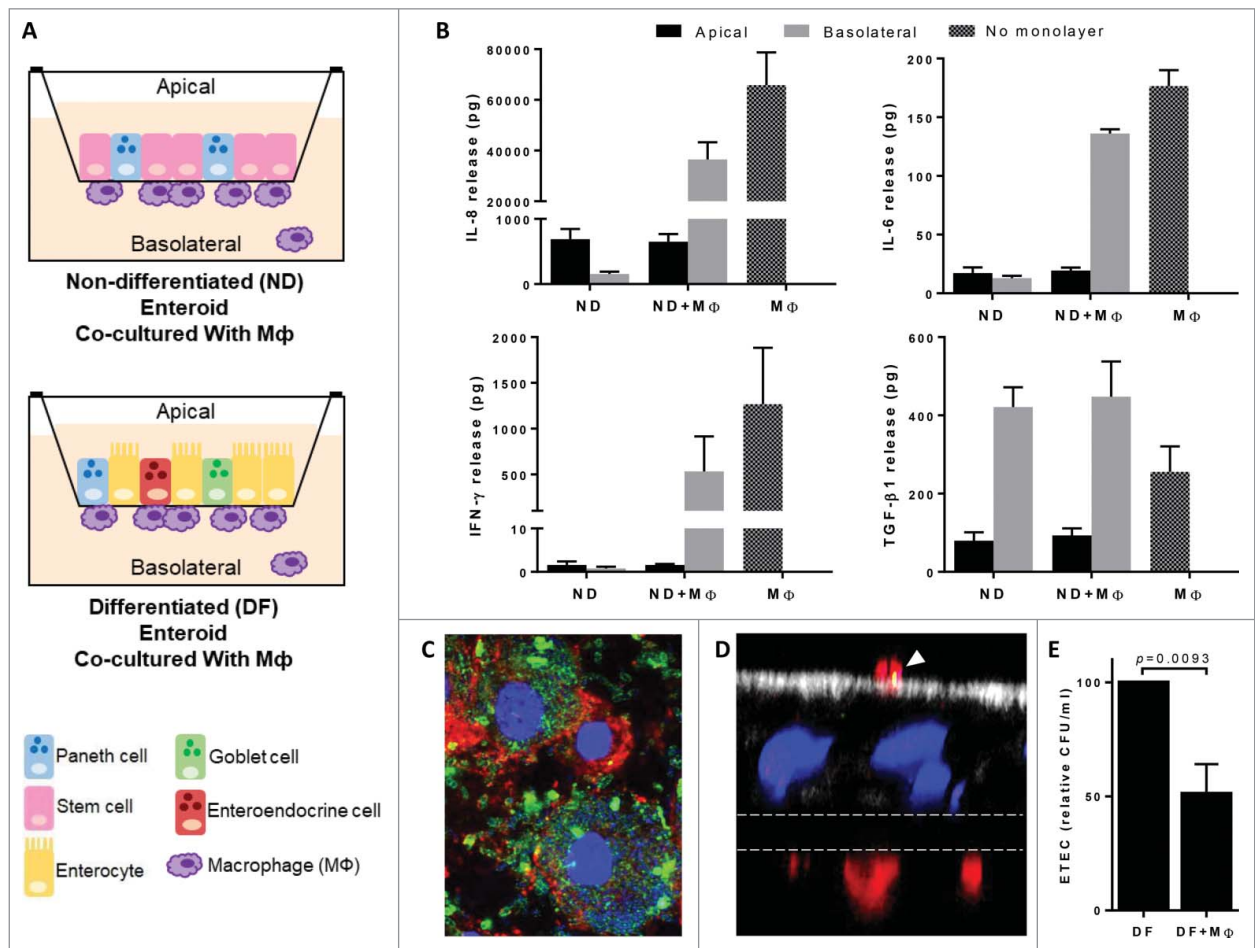 A
Apical
Basolateral
Non-differentiated (ND)
Enteroid
Co-cultured With Mф
Apical
Basolateral
Differentiated (DF)
Enteroid
Co-cultured With Mф
Paneth cell
Goblet cell
Stem cell
Enteroendocrine cell
Enterocyte
Macrophage (MΦ)
B
Apical
Basolateral
No monolayer
IL-8 release (pg)
80000
60000
40000
20000
1000
0
ND
ND+MΦ
MΦ
IL-6 release (pg)
200
150
100
50
0
ND
ND+MΦ
MΦ
IFN-γ release (pg)
2000
1500
1000
500
10
0
ND
ND+MΦ
MΦ
TGF-β1 release (pg)
600
400
200
0
ND
ND+MΦ
MΦ
C
D
E
p=0.0093
ETEC (relative CFU/ml)
100
50
0
DF
DF+MΦ